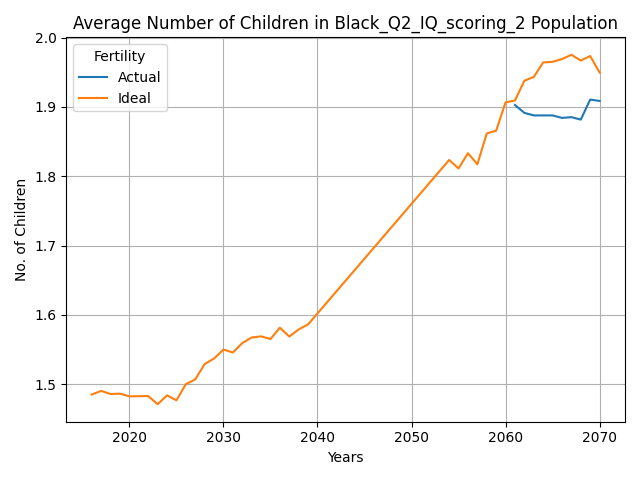 Average Number of Children in Black_Q2_IQ_scoring_2 Population
Fertility
Actual
Ideal
No. of Children
2.0
1.9
1.8
1.7
1.6
1.5
2020 2030 2040 2050 2060 2070
Years